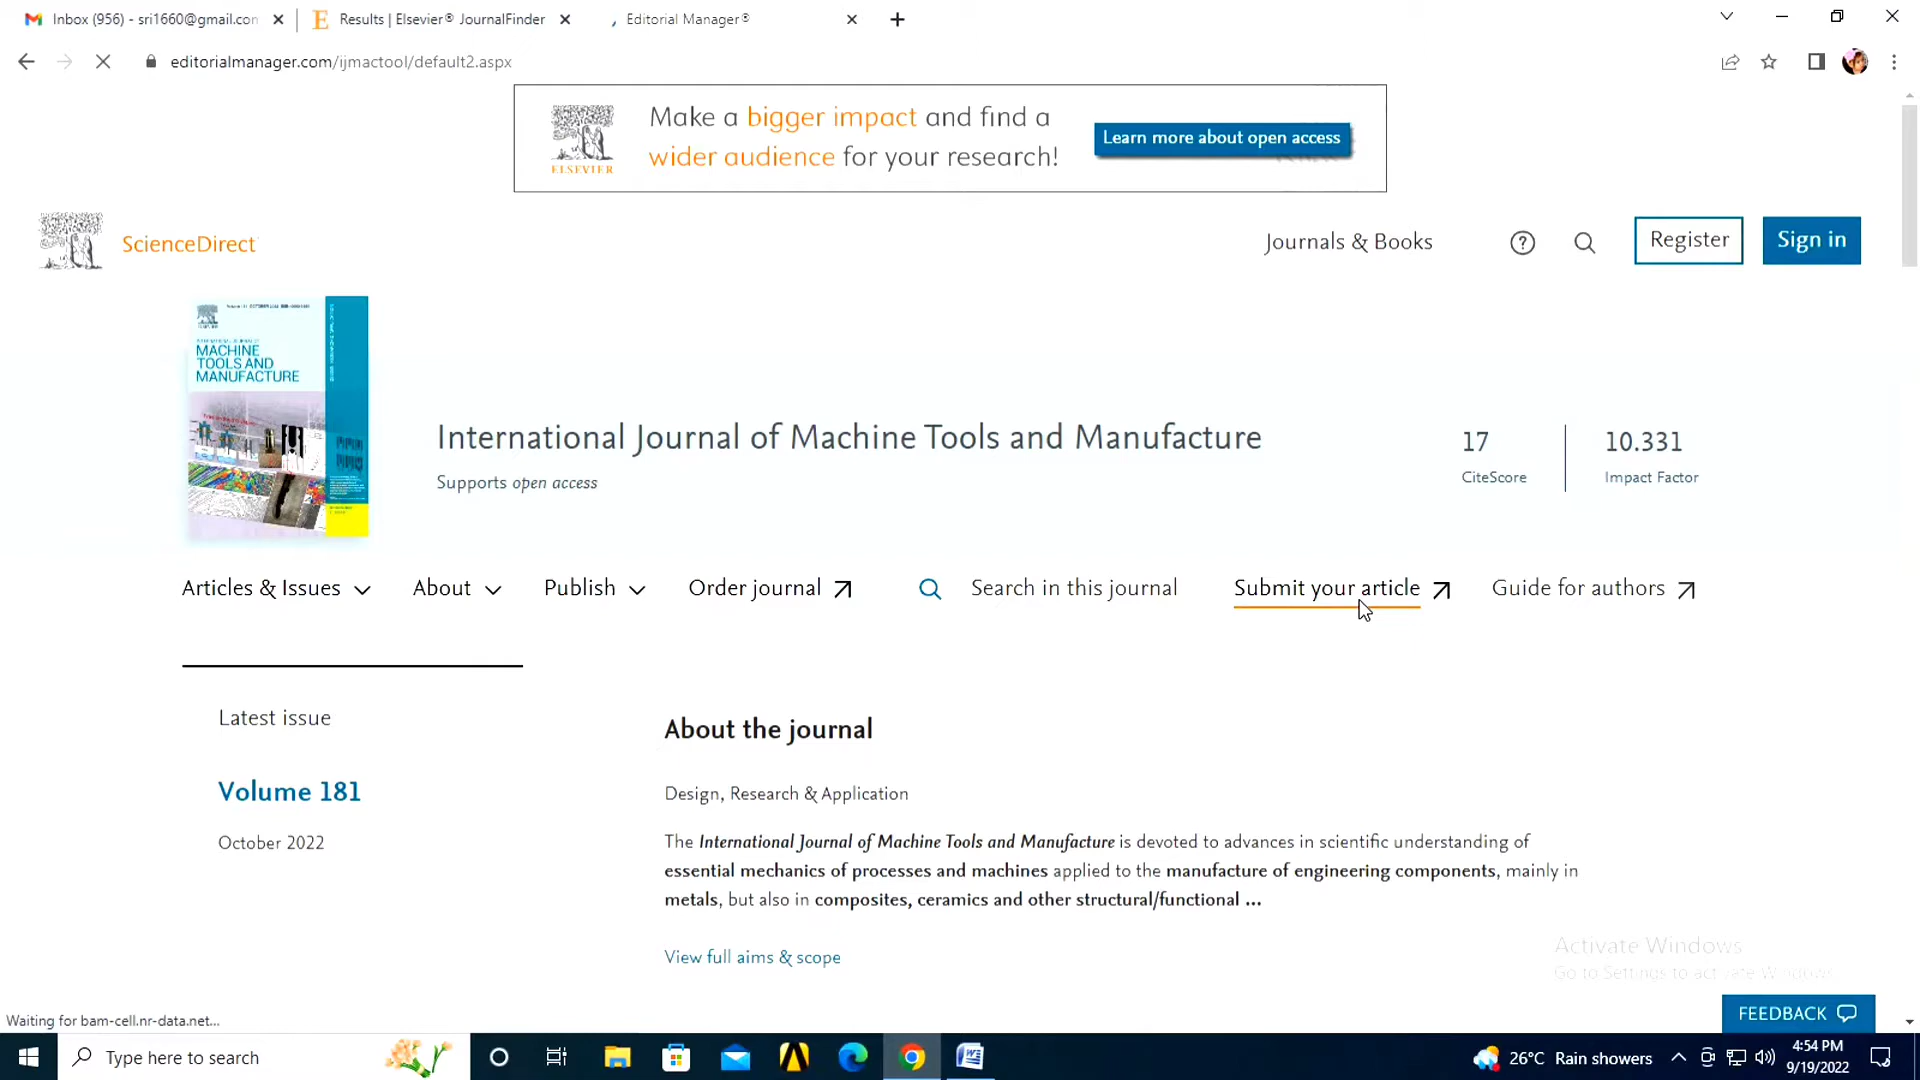 Inbox (956) - sri1660@gmail.con
Results | Elsevier® JournalFinder
Editorial Manager®
editorialmanager.com/ijmactool/default2.aspx
ELSEVIER
Make a bigger impact and find a
wider audience for your research!
Learn more about open access
ScienceDirect
Journals & Books
Register
Sign in
MACHINE
TOOLS AND
MANUFACTURE
International Journal of Machine Tools and Manufacture
Supports open access
17
CiteScore
10.331
Impact Factor
Articles & Issues
About
Publish
Order journal
Search in this journal
Submit your article
Guide for authors
Latest issue
Volume 181
October 2022
About the journal
Design, Research & Application
The International Journal of Machine Tools and Manufacture is devoted to advances in scientific understanding of
essential mechanics of processes and machines applied to the manufacture of engineering components, mainly in
metals, but also in composites, ceramics and other structural/functional ...
View full aims & scope
Activate Windows
Go to Settings to activate Windows.
FEEDBACK
Waiting for bam-cell.nr-data.net...
Type here to search
26°C Rain showers
4:54 PM
9/19/2022